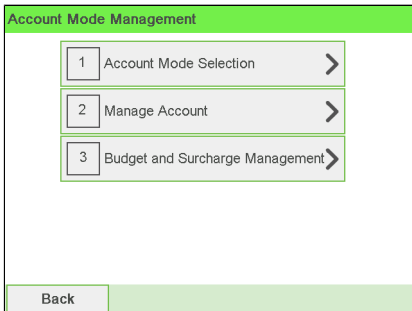 Account Mode Management
1 Account Mode Selection
2 Manage Account
3 Budget and Surcharge Management
Back